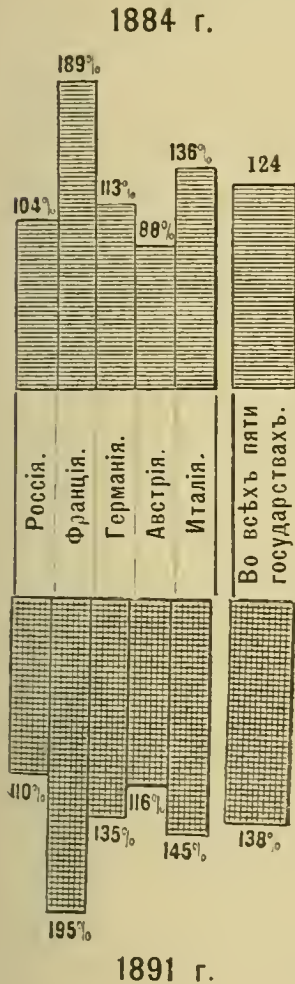 1884 г.
189%
136%
124
113%
104%
88%
Россія.
Франція.
Германія.
Австрія.
Италія.
Во всѣхъ пяти
государствахъ.
110%
116%
135%
145%
138%
195%
1891 г.